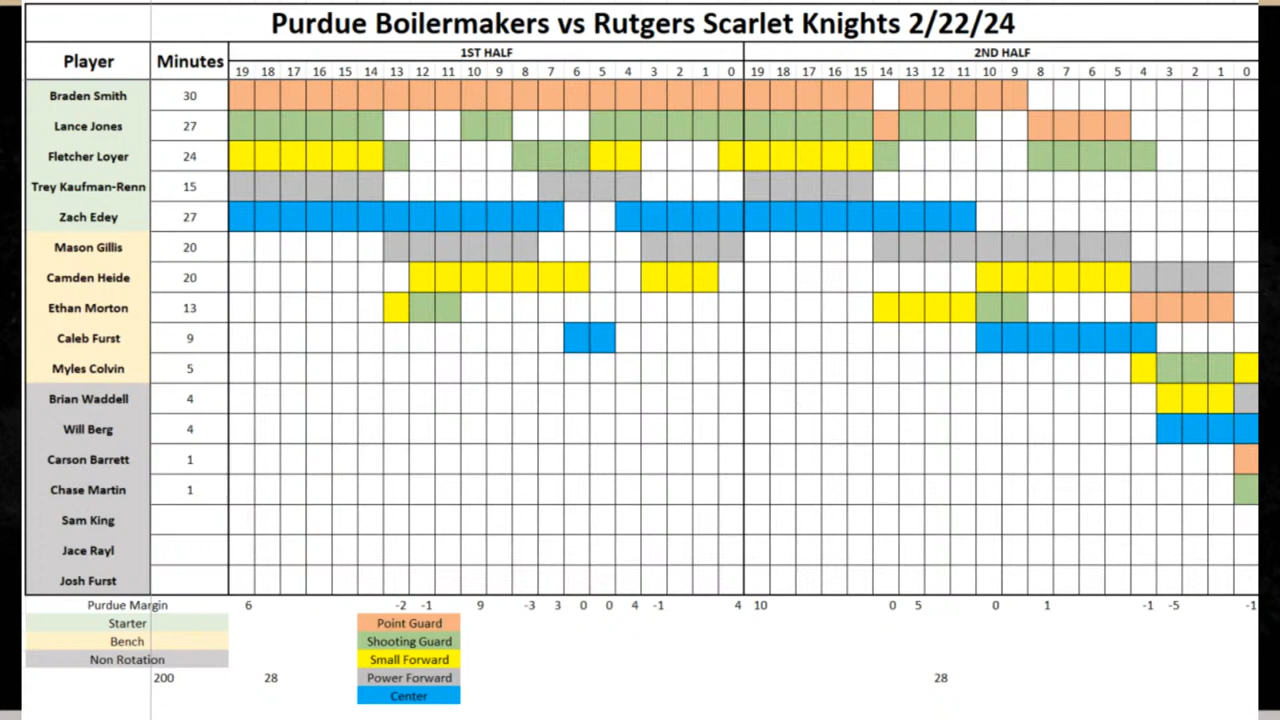 Purdue Boilermakers vs Rutgers Scarlet Knights 2/22/24
Player Minutes 1ST HALF 2ND HALF
19 18 17 16 15 14 13 12 11 10 9 8 7 6 5 4 3 2 1 0 19 18 17 16 15 14 13 12 11 10 9 8 7 6 5 4 3 2 1 0
Braden Smith 30
Lance Jones 27
Fletcher Loyer 24
Trey Kaufman-Renn 15
Zach Edey 27
Mason Gillis 20
Camden Heide 20
Ethan Morton 13
Caleb Furst 9
Myles Colvin 5
Brian Waddell 4
Will Berg 4
Carson Barrett 1
Chase Martin 1
Sam King
Jace Rayl
Josh Furst
Purdue Margin 6 -2 -1 9 -3 3 0 0 4 -1 4 10 0 5 0 1 -1 -5 -1
Starter Point Guard
Bench Shooting Guard
Non Rotation Small Forward
200 28 Power Forward 28
Center